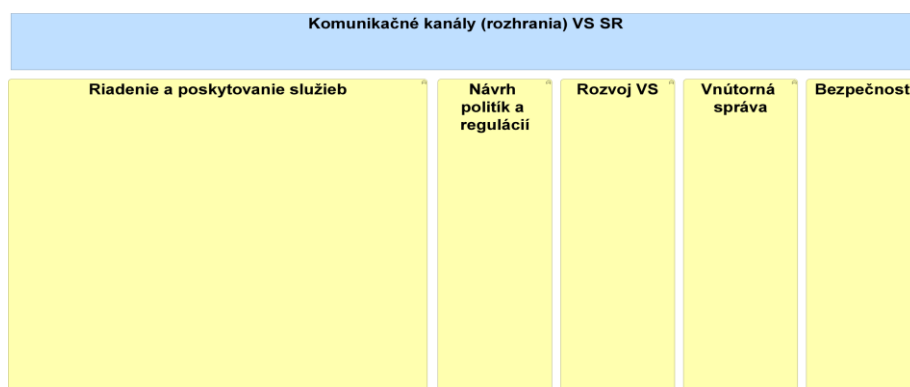 Komunikačné kanály (rozhrania) VS SR
Riadenie a poskytovanie služieb
Návrh
politík a
regulácií
Rozvoj VS
Vnútorná
správa
Bezpečnost